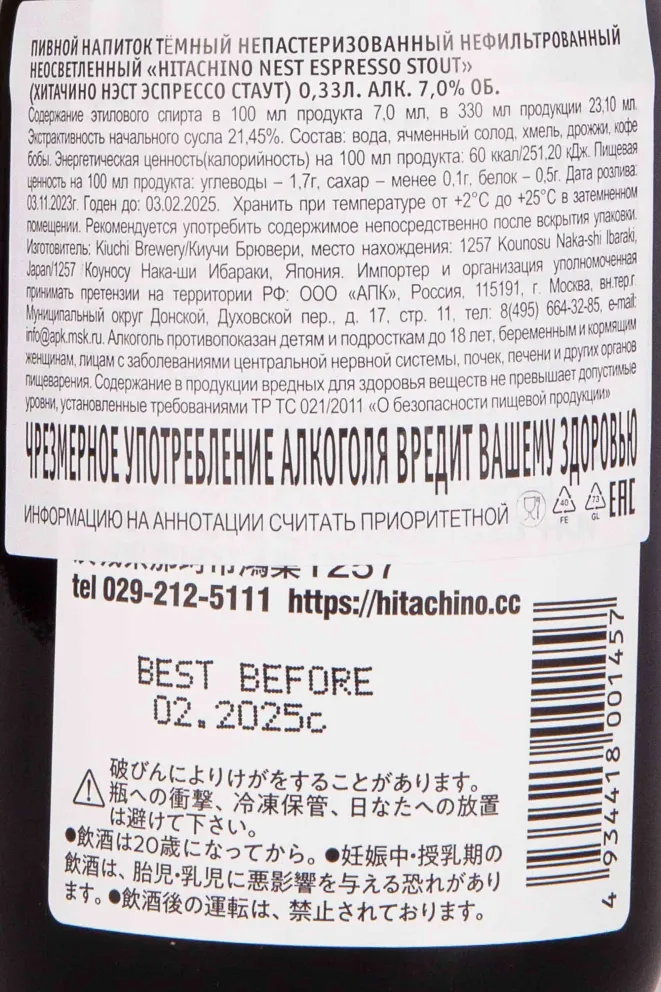 ПИВНОЙ НАПИТОК ТЁМНЫЙ НЕПАСТЕРИЗОВАННЫЙ НЕФИЛЬТРОВАННЫЙ
НЕОСВЕТЛЕННЫЙ «HITACHINO NEST ESPRESSO STOUT»
(ХИТАЧИНО НЭСТ ЭСПРЕССО СТАУТ) 0,33Л. АЛК. 7,0% ОБ.
Содержание этилового спирта в 100 мл продукта 7,0 мл, в 330 мл продукции 23,10 мл.
Экстрактивность начального сусла 21,45%. Состав: вода, ячменный солод, хмель, дрожжи, кофе
бобы. Энергетическая ценность(калорийность) на 100 мл продукта: 60 ккал/251,20 кДж. Пищевая
ценность на 100 мл продукта: углеводы – 1,7г, сахар – менее 0,1г, белок – 0,5г. Дата розлива:
03.11.2023г. Годен до: 03.02.2025. Хранить при температуре от +2°С до +25°С в затемненном
помещении. Рекомендуется употребить содержимое непосредственно после вскрытия упаковки.
Изготовитель: Kiuchi Brewery/Киучи Брювери, место нахождения: 1257 Kounosu Naka-shi Ibaraki,
Japan/1257 Коуносу Нака-ши Ибараки, Япония. Импортер и организация уполномоченная
принимать претензии на территории РФ: ООО «АПК», Россия, 115191, г. Москва, вн.тер.г.
Муниципальный округ Донской, Духовской пер., д. 17, стр. 11, тел: 8(495) 664-32-85, e-mail:
info@apk.msk.ru. Алкоголь противопоказан детям и подросткам до 18 лет, беременным и кормящим
женщинам, лицам с заболеваниями центральной нервной системы, почек, печени и других органов
пищеварения. Содержание в продукции вредных для здоровья веществ не превышает допустимые
уровни, установленные требованиями ТР ТС 021/2011 «О безопасности пищевой продукции»
ЧРЕЗМЕРНОЕ УПОТРЕБЛЕНИЕ АЛКОГОЛЯ ВРЕДИТ ВАШЕМУ ЗДОРОВЬЮ
ИНФОРМАЦИЮ НА АННОТАЦИИ СЧИТАТЬ ПРИОРИТЕТНОЙ 40 FE 73 GL EAC
1257
tel 029-212-5111 https://hitachino.cc
BEST BEFORE
02.2025c
破びんによりけがをすることがあります。
瓶への衝撃、冷凍保管、日なたへの放置
は避けて下さい。
●飲酒は20歳になってから。●妊娠中・授乳期の
飲酒は、胎児・乳児に悪影響を与える恐れがあり
ます。●飲酒後の運転は、禁止されております。
4 934418 001457